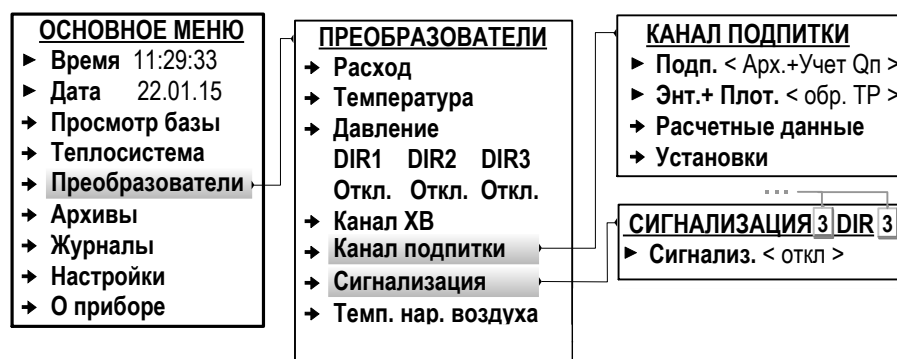 ОСНОВНОЕ МЕНЮ
Время 11:29:33
Дата 22.01.15
Просмотр базы
Теплосистема
Преобразователи
Архивы
Журналы
Настройки
О приборе
ПРЕОБРАЗОВАТЕЛИ
Расход
Температура
Давление
DIR1 DIR2 DIR3
Откл. Откл. Откл.
Канал ХВ
Канал подпитки
Сигнализация
Темп. нар. воздуха
КАНАЛ ПОДПИТКИ
Подп. < Арх.+Учет Qп >
Энт.+ Плот. < обр. ТР >
Расчетные данные
Установки
...
СИГНАЛИЗАЦИЯ 3 DIR 3
Сигнализ. < откл >